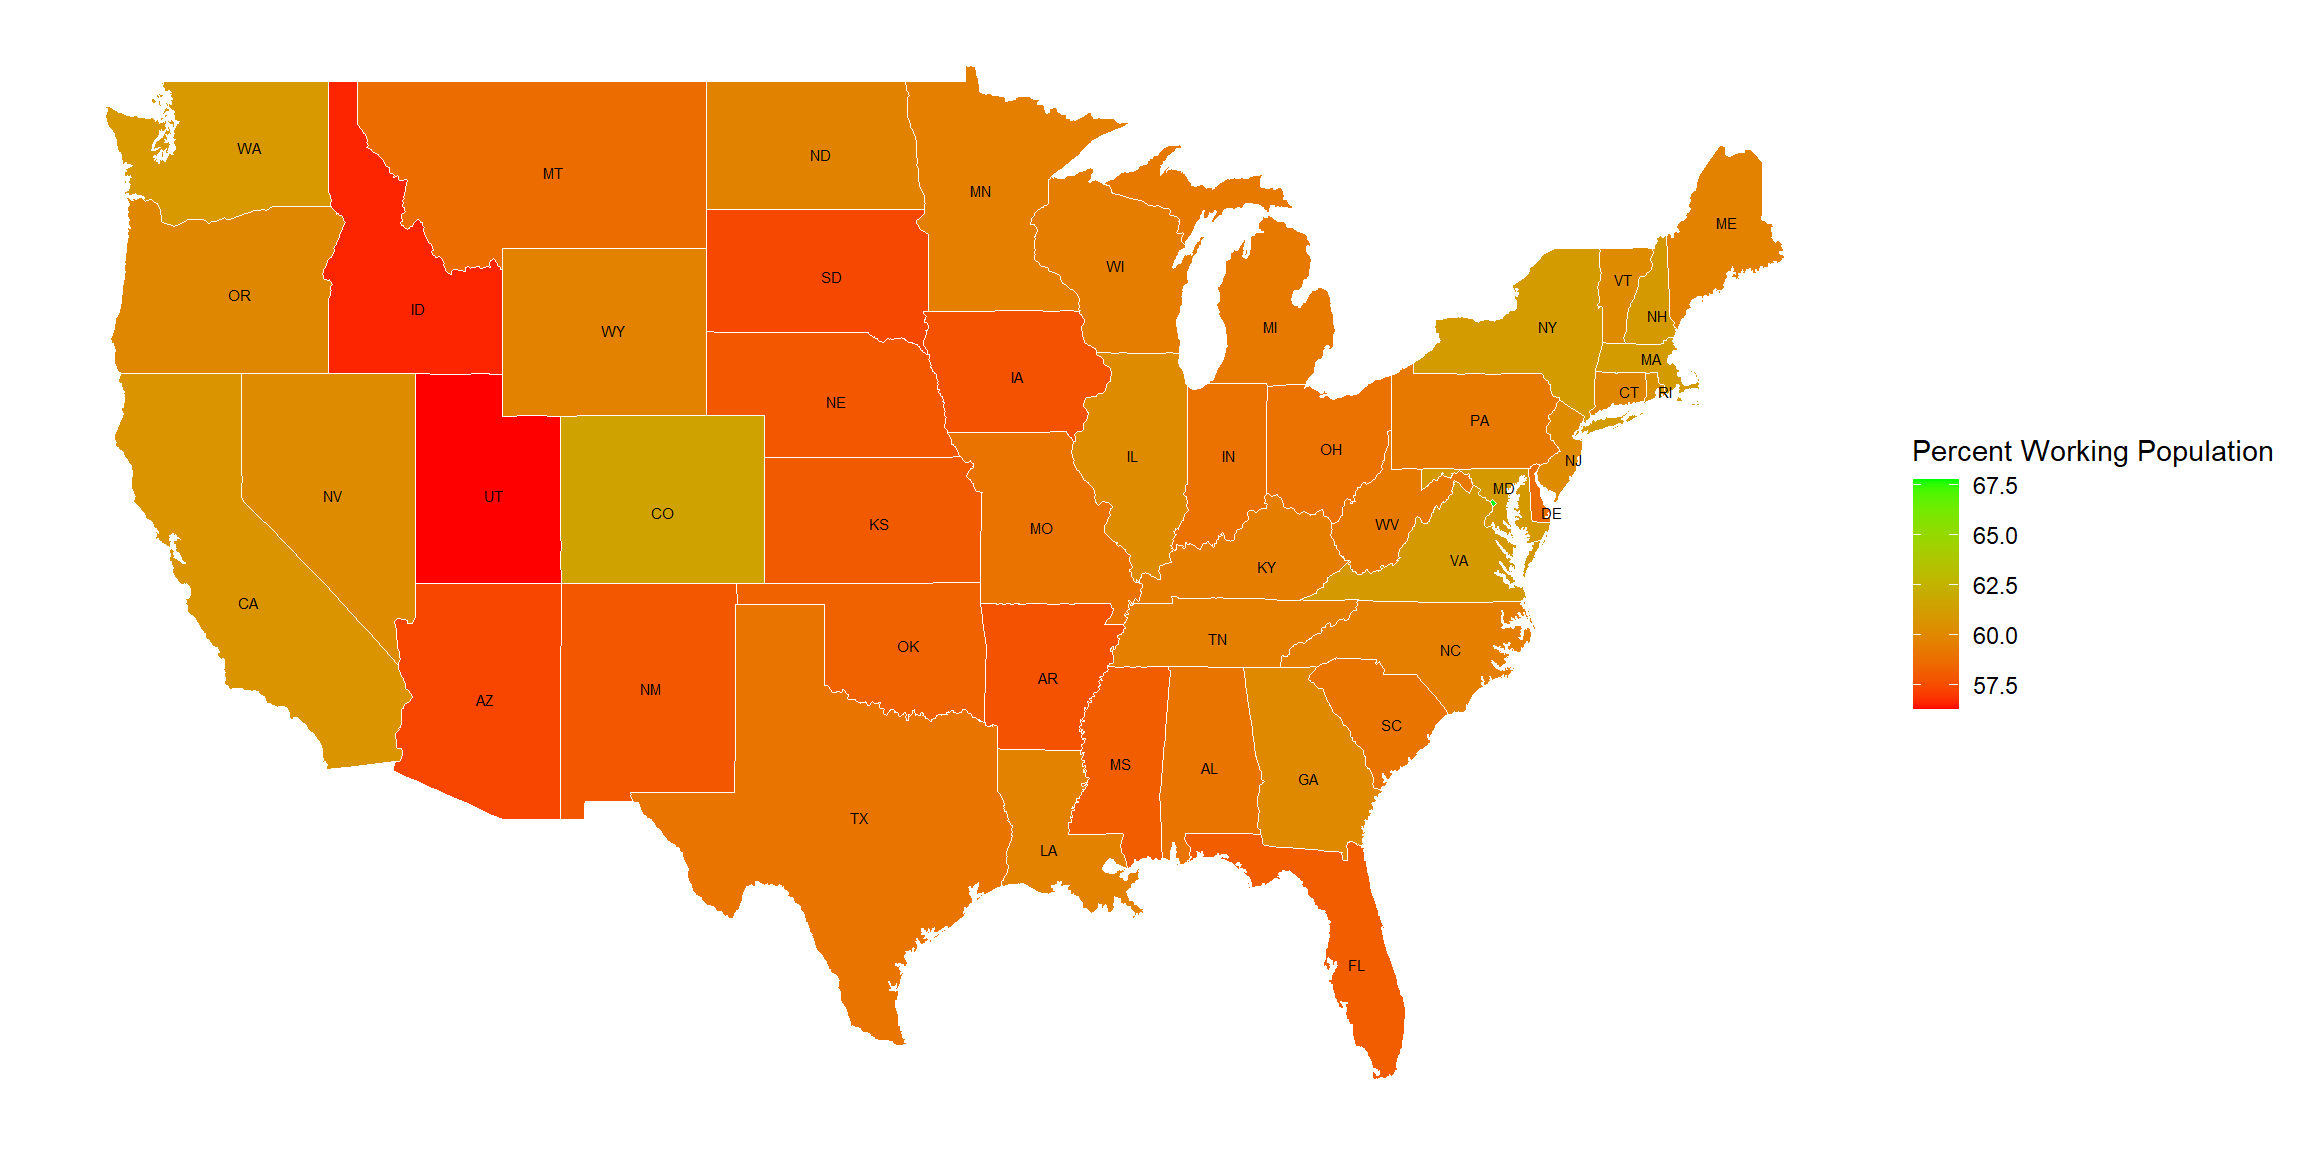 WA
MT
ND
MN
ME
OR
ID
SD
WI
VT
NH
WY
MI
NY
MA
IA
NE
CT
RI
PA
NV
UT
CO
KS
MO
IL
IN
OH
NJ
MD
DE
WV
VA
KY
CA
TN
NC
OK
AR
AZ
NM
SC
MS
AL
GA
TX
LA
FL
Percent Working Population
67.5
65.0
62.5
60.0
57.5